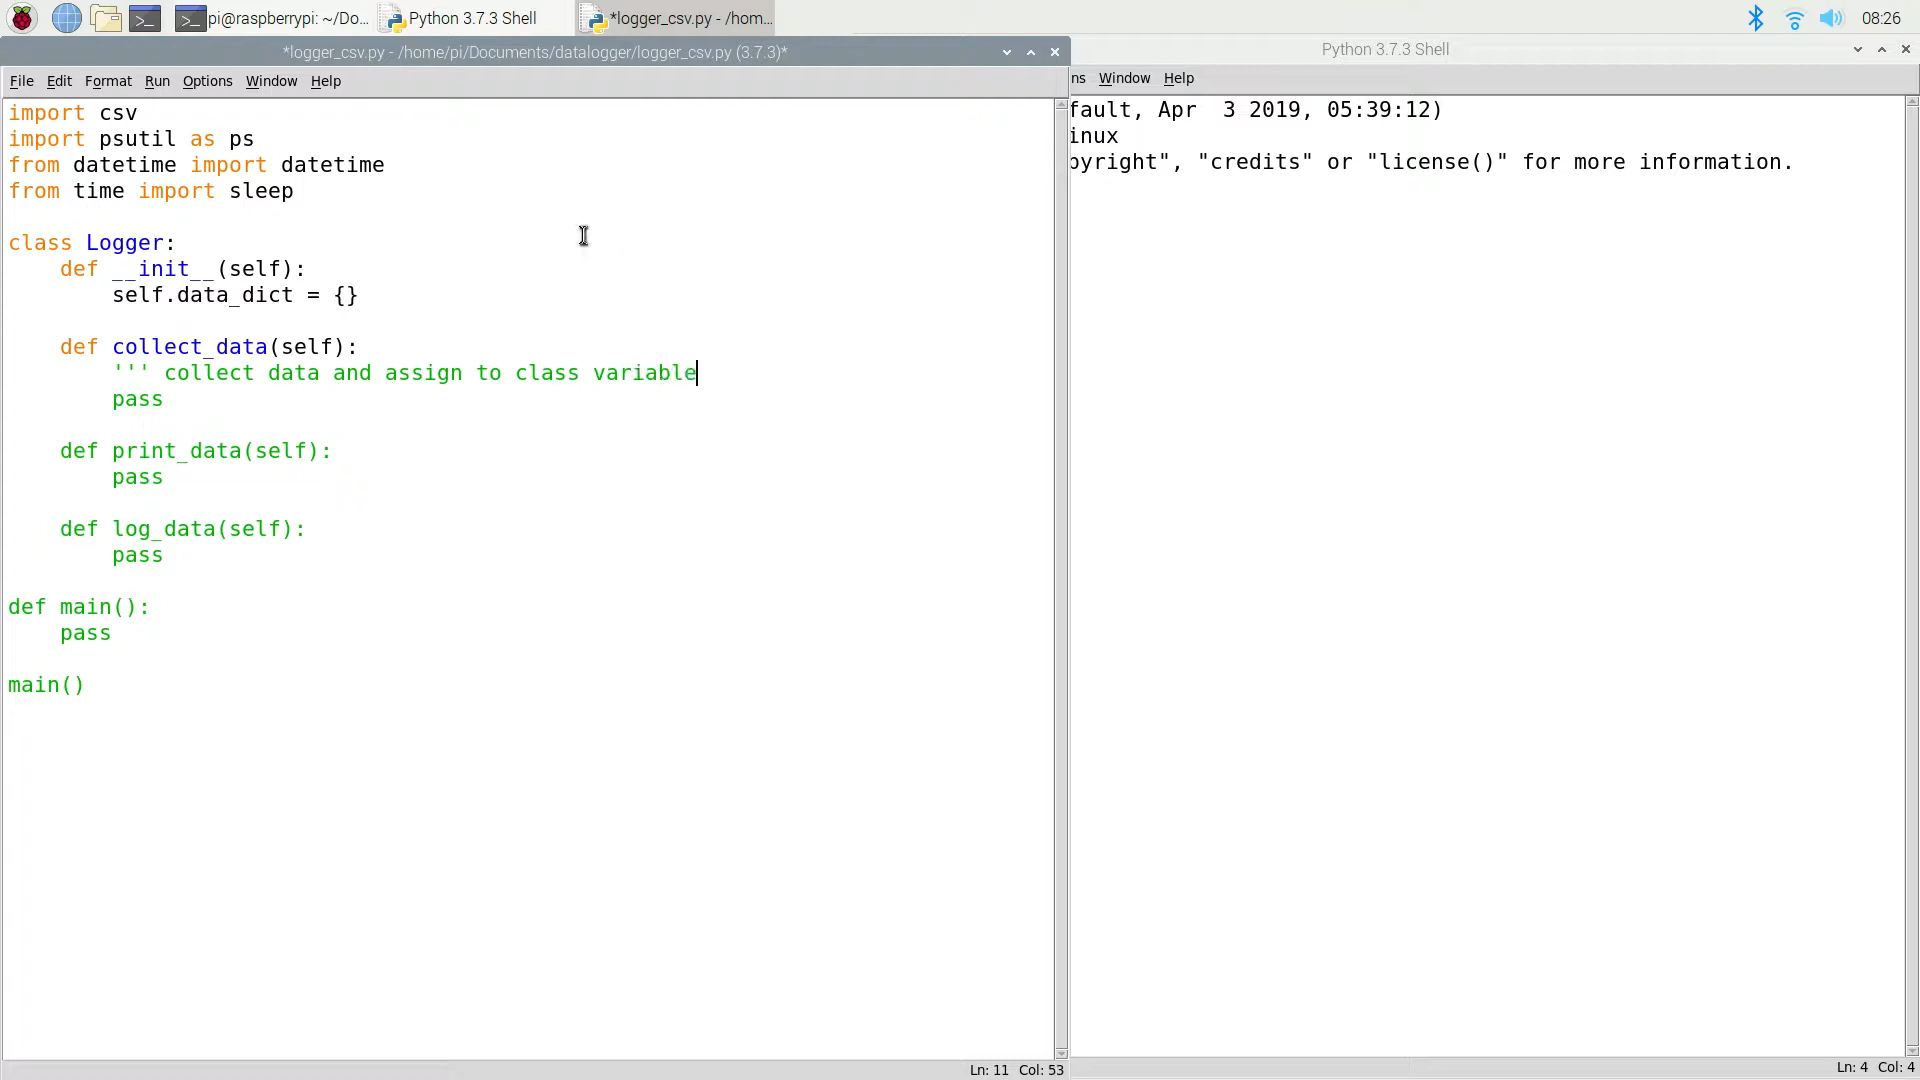 pi@raspberrypi: ~/Do...
Python 3.7.3 Shell
*logger_csv.py - /hom...
08:26
*logger_csv.py - /home/pi/Documents/datalogger/logger_csv.py (3.7.3)*
File Edit Format Run Options Window Help
import csv
import psutil as ps
from datetime import datetime
from time import sleep
class Logger:
    def __init__(self):
        self.data_dict = {}
    def collect_data(self):
        ''' collect data and assign to class variable
        pass
    def print_data(self):
        pass
    def log_data(self):
        pass
def main():
    pass
main()
Ln: 11 Col: 53
Python 3.7.3 Shell
ns Window Help
fault, Apr  3 2019, 05:39:12)
inux
pyright", "credits" or "license()" for more information.
Ln: 4 Col: 4